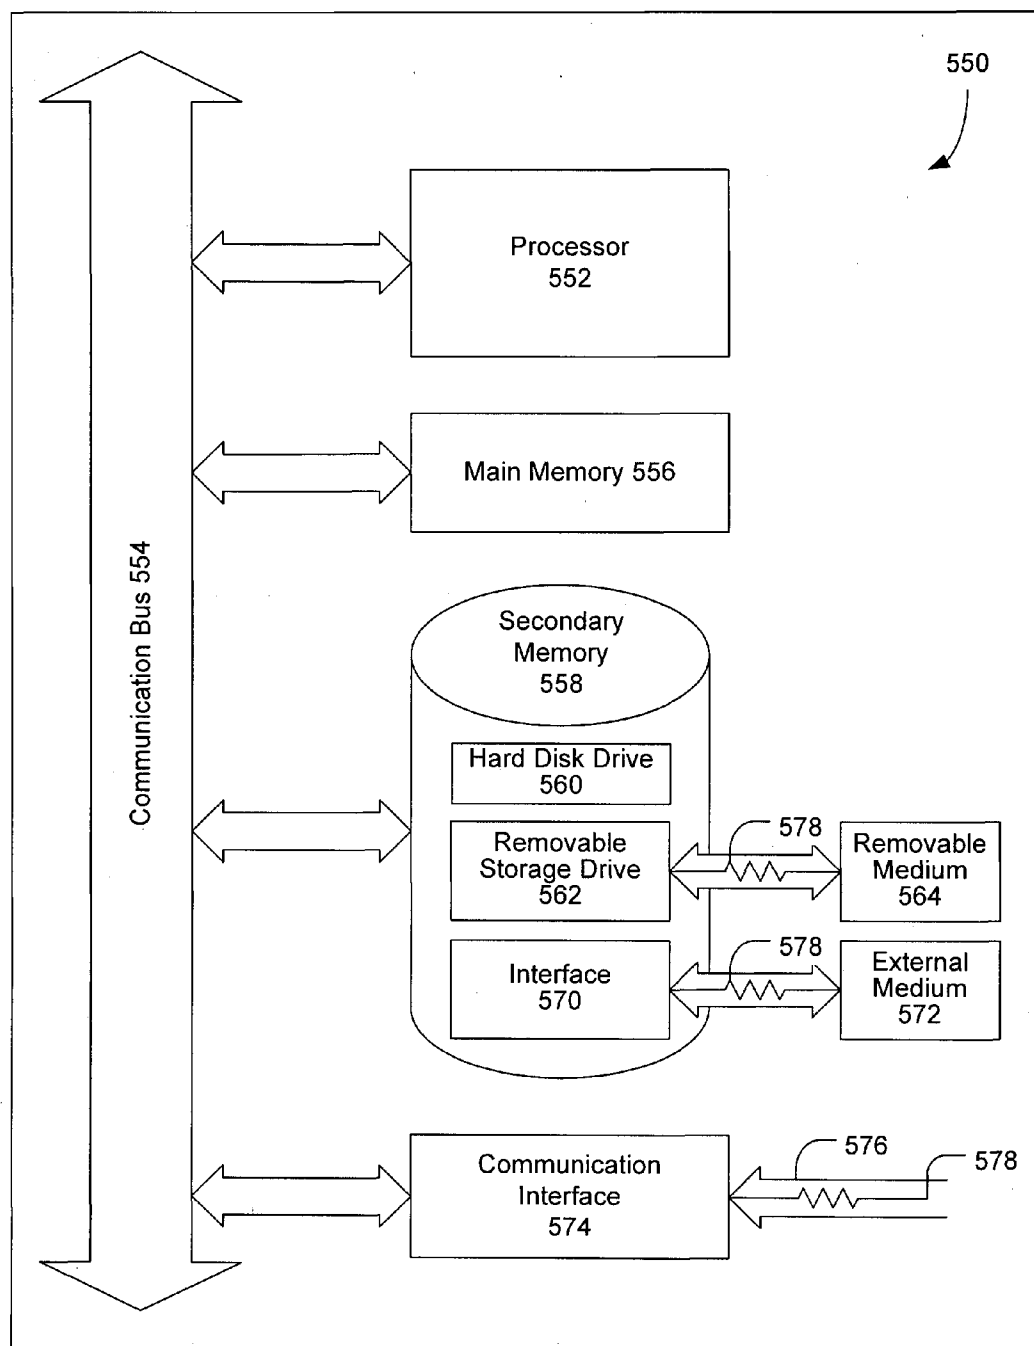 550
Processor
552
Main Memory 556
Communication Bus 554
Secondary
Memory
558
Hard Disk Drive
560
Removable
Storage Drive
562
578
Removable
Medium
564
Interface
570
578
External
Medium
572
Communication
Interface
574
576
578